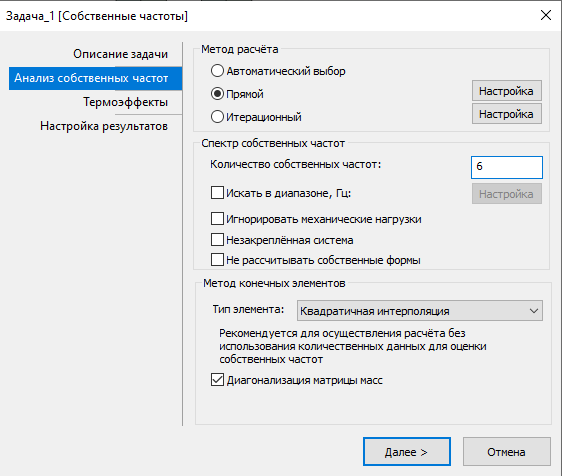 Задача_1 [Собственные частоты]
Описание задачи
Анализ собственных частот
Термоэффекты
Настройка результатов
Метод расчёта
Автоматический выбор
Прямой
Настройка
Итерационный
Настройка
Спектр собственных частот
Количество собственных частот:
6
Искать в диапазоне, Гц:
Настройка
Игнорировать механические нагрузки
Незакреплённая система
Не рассчитывать собственные формы
Метод конечных элементов
Тип элемента:
Квадратичная интерполяция
Рекомендуется для осуществления расчёта без
использования количественных данных для оценки
собственных частот
Диагонализация матрицы масс
Далее >
Отмена